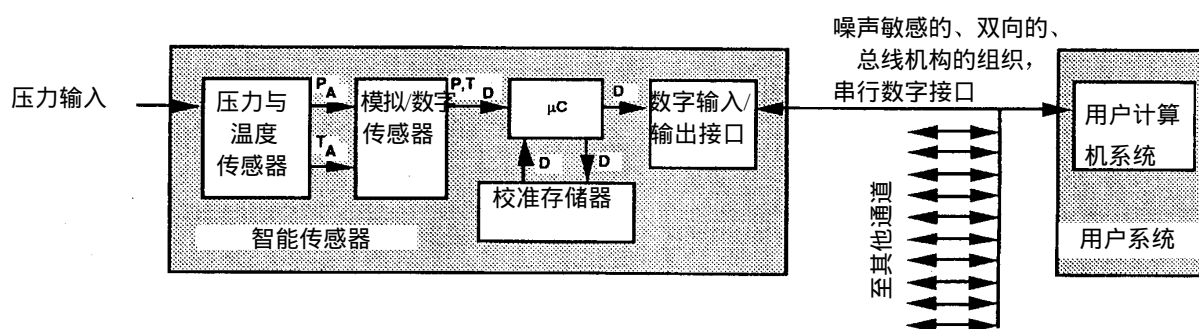 噪声敏感的、双向的、
总线机构的组织，
串行数字接口
压力输入
压力与
温度
传感器
P_A
T_A
模拟/数字
传感器
P,T
D
μC
D
数字输入/
输出接口
D
D
校准存储器
智能传感器
至其他通道
用户计算
机系统
用户系统